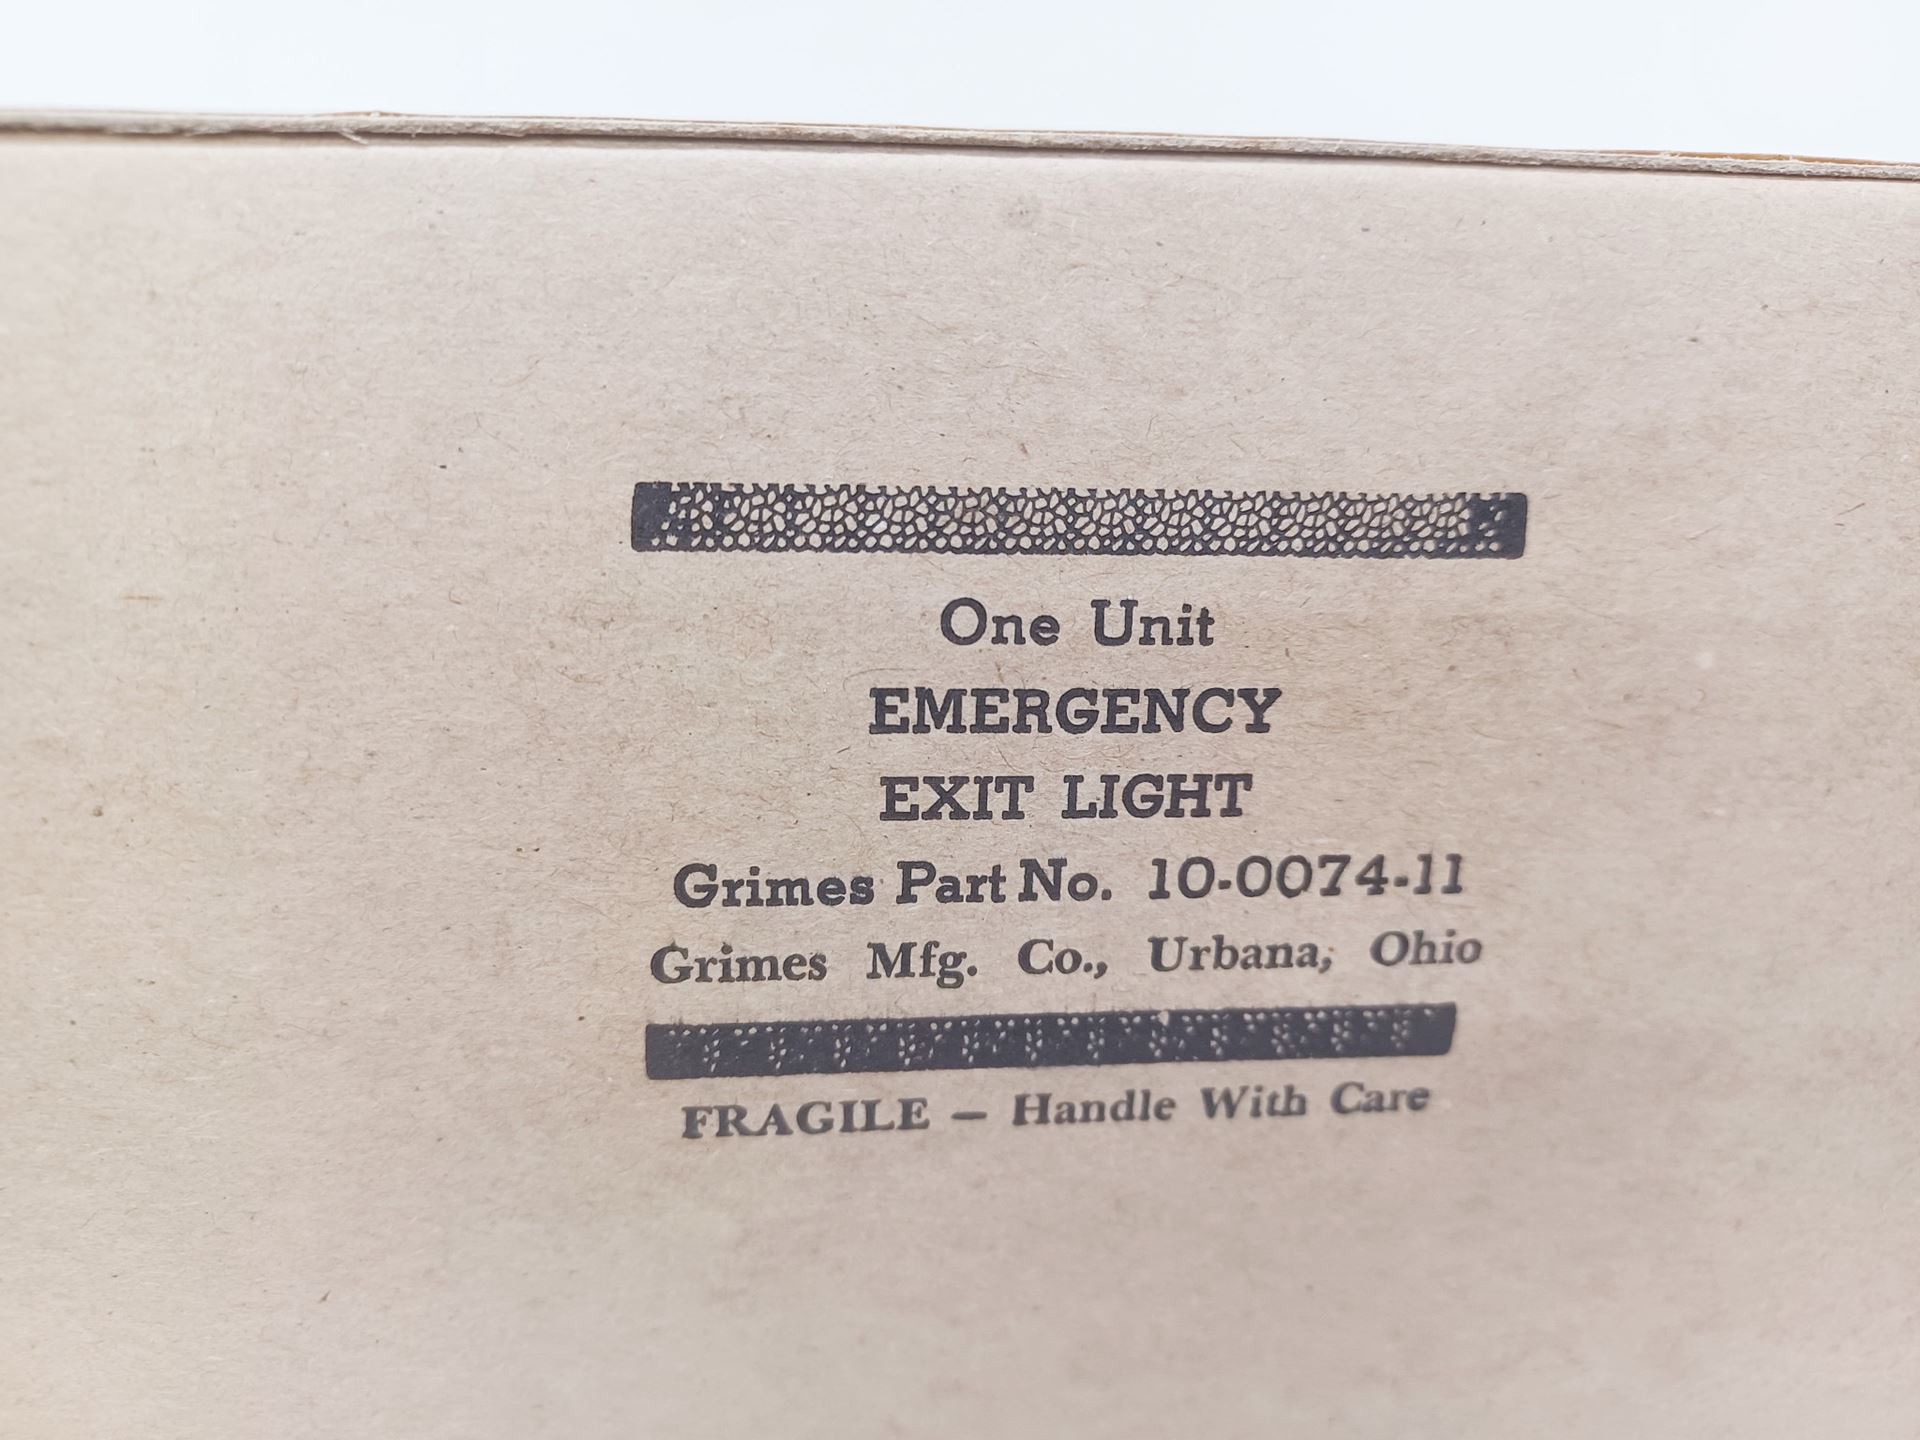 One Unit
EMERGENCY
EXIT LIGHT
Grimes Part No. 10-0074-11
Grimes Mfg. Co., Urbana, Ohio
FRAGILE — Handle With Care